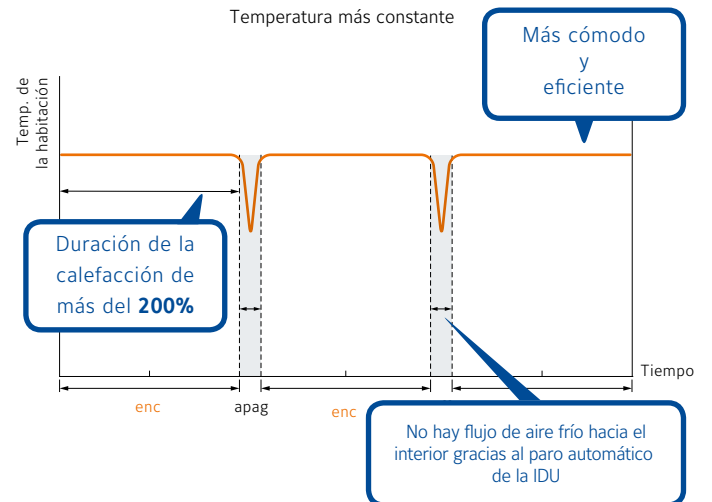 Temperatura más constante
Más cómodo
y
eficiente
Temp. de
la habitación
Duración de la
calefacción de
más del 200%
Tiempo
enc
apag
enc
No hay flujo de aire frío hacia el
interior gracias al paro automático
de la IDU